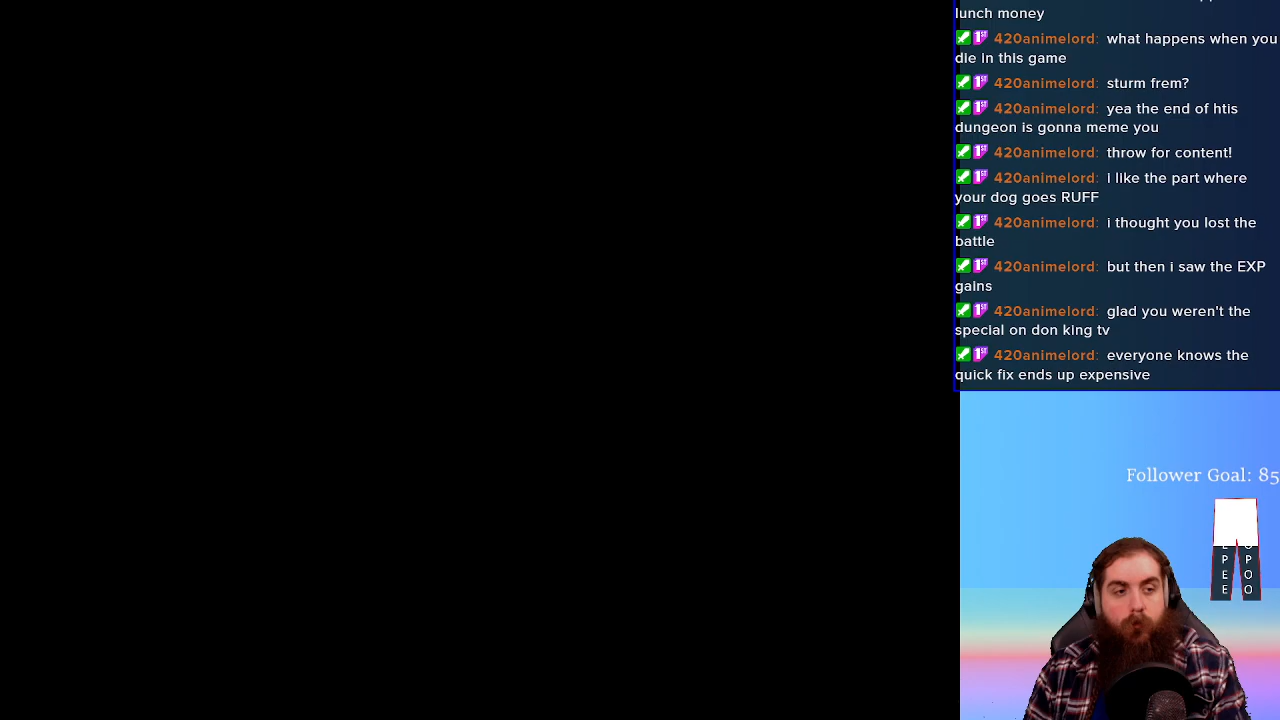 lunch money
420animelord: what happens when you
die in this game
420animelord: sturm frem?
420animelord: yea the end of htis
dungeon is gonna meme you
420animelord: throw for content!
420animelord: i like the part where
your dog goes RUFF
420animelord: i thought you lost the
battle
420animelord: but then i saw the EXP
gains
420animelord: glad you weren't the
special on don king tv
420animelord: everyone knows the
quick fix ends up expensive
Follower Goal: 85
P P
E O
E O